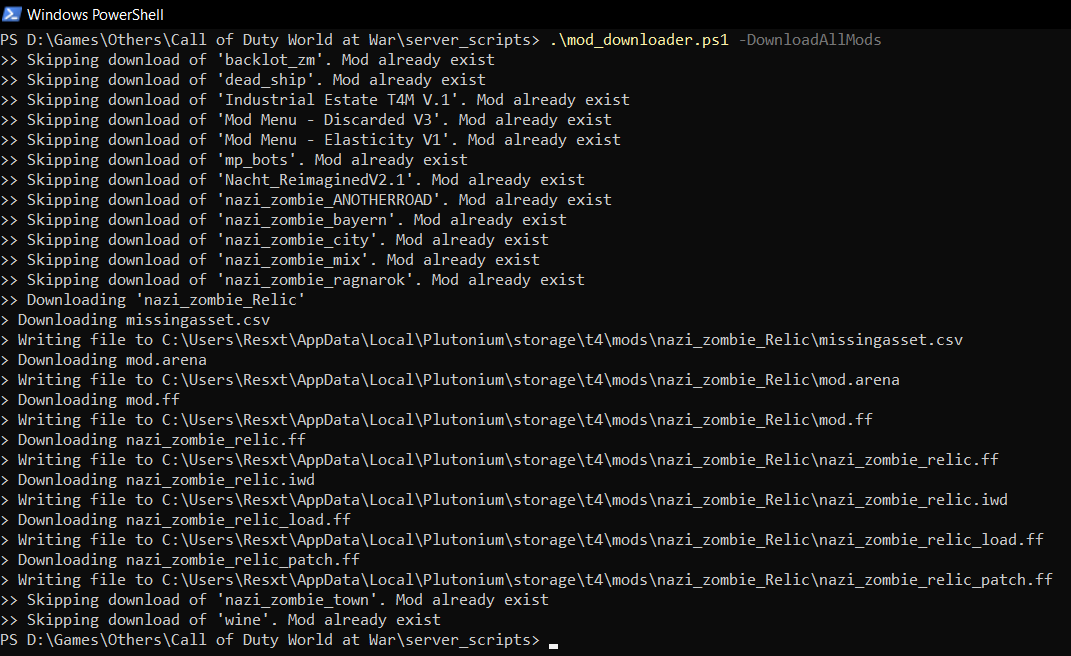 Windows PowerShell
PS D:\Games\Others\Call of Duty World at War\server_scripts> .\mod_downloader.ps1 -DownloadAllMods
>> Skipping download of 'backlot_zm'. Mod already exist
>> Skipping download of 'dead_ship'. Mod already exist
>> Skipping download of 'Industrial Estate T4M V.1'. Mod already exist
>> Skipping download of 'Mod Menu - Discarded V3'. Mod already exist
>> Skipping download of 'Mod Menu - Elasticity V1'. Mod already exist
>> Skipping download of 'mp_bots'. Mod already exist
>> Skipping download of 'Nacht_ReimaginedV2.1'. Mod already exist
>> Skipping download of 'nazi_zombie_ANOTHERROAD'. Mod already exist
>> Skipping download of 'nazi_zombie_bayern'. Mod already exist
>> Skipping download of 'nazi_zombie_city'. Mod already exist
>> Skipping download of 'nazi_zombie_mix'. Mod already exist
>> Skipping download of 'nazi_zombie_ragnarok'. Mod already exist
>> Downloading 'nazi_zombie_Relic'
> Downloading missingasset.csv
> Writing file to C:\Users\Resxt\AppData\Local\Plutonium\storage\t4\mods\nazi_zombie_Relic\missingasset.csv
> Downloading mod.arena
> Writing file to C:\Users\Resxt\AppData\Local\Plutonium\storage\t4\mods\nazi_zombie_Relic\mod.arena
> Downloading mod.ff
> Writing file to C:\Users\Resxt\AppData\Local\Plutonium\storage\t4\mods\nazi_zombie_Relic\mod.ff
> Downloading nazi_zombie_relic.ff
> Writing file to C:\Users\Resxt\AppData\Local\Plutonium\storage\t4\mods\nazi_zombie_Relic\nazi_zombie_relic.ff
> Downloading nazi_zombie_relic.iwd
> Writing file to C:\Users\Resxt\AppData\Local\Plutonium\storage\t4\mods\nazi_zombie_Relic\nazi_zombie_relic.iwd
> Downloading nazi_zombie_relic_load.ff
> Writing file to C:\Users\Resxt\AppData\Local\Plutonium\storage\t4\mods\nazi_zombie_Relic\nazi_zombie_relic_load.ff
> Downloading nazi_zombie_relic_patch.ff
> Writing file to C:\Users\Resxt\AppData\Local\Plutonium\storage\t4\mods\nazi_zombie_Relic\nazi_zombie_relic_patch.ff
>> Skipping download of 'nazi_zombie_town'. Mod already exist
>> Skipping download of 'wine'. Mod already exist
PS D:\Games\Others\Call of Duty World at War\server_scripts>